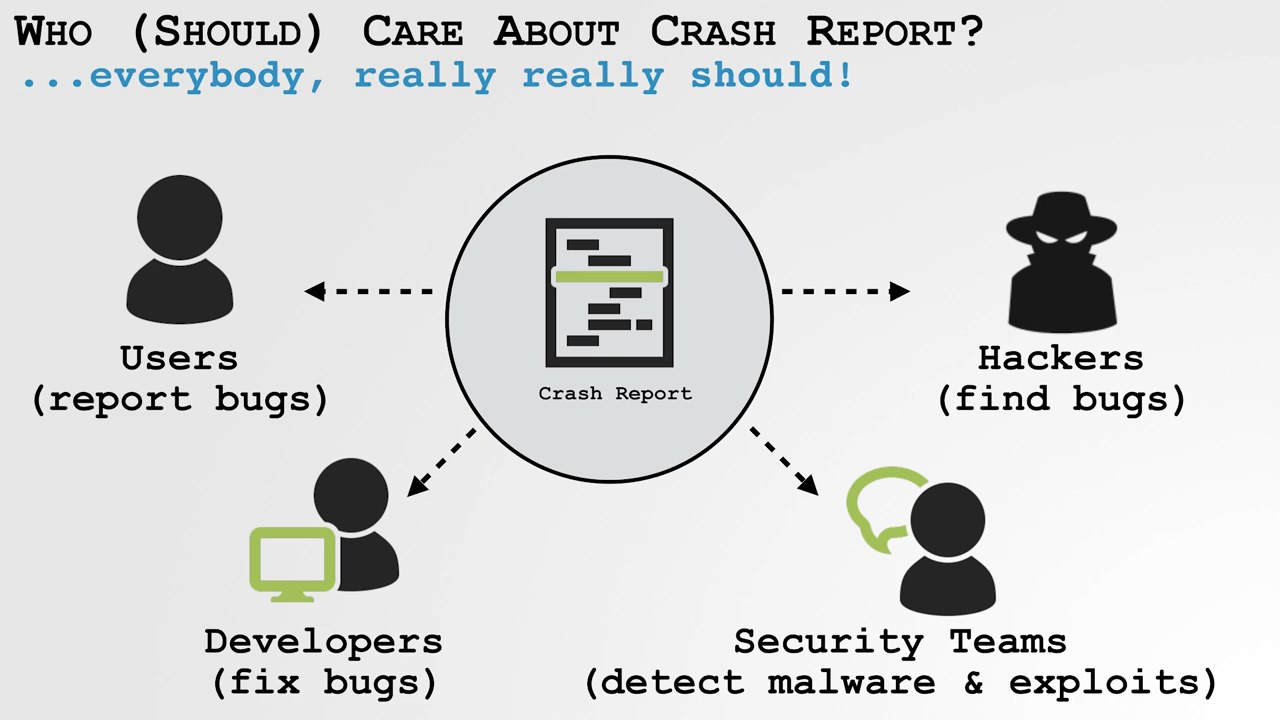 Who (Should) Care About Crash Report?
...everybody, really really should!
Crash Report
Users
(report bugs)
Hackers
(find bugs)
Developers
(fix bugs)
Security Teams
(detect malware & exploits)